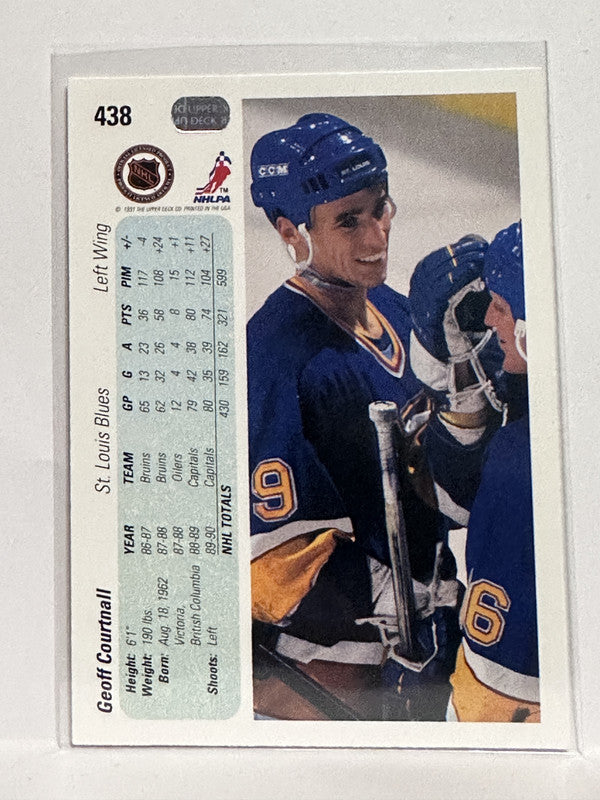 438
UPPER DECK
NHL
NHLPA
TM
© 1991 THE UPPER DECK CO. PRINTED IN THE USA
Geoff Courtnall St. Louis Blues Left Wing
Height: 6'1"
Weight: 190 lbs.
Born: Aug. 18, 1962
Victoria,
British Columbia
Shoots: Left
YEAR TEAM GP G A PTS PIM +/-
86-87 Bruins 65 13 23 36 117 -4
87-88 Bruins 62 32 26 58 108 +24
87-88 Oilers 12 4 4 8 15 +1
88-89 Capitals 79 42 38 80 112 +11
89-90 Capitals 80 35 39 74 104 +27
NHL TOTALS 430 159 162 321 599
CCM
ST. LOUIS
9
6